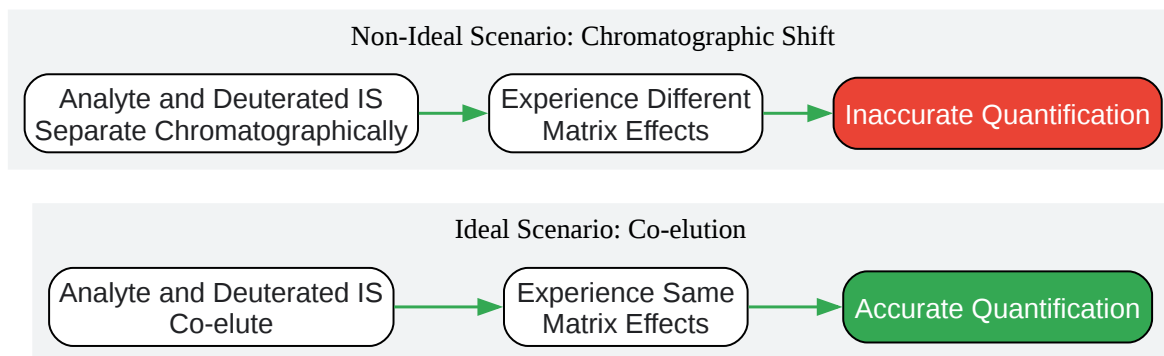 Non-Ideal Scenario: Chromatographic Shift
Analyte and Deuterated IS
Separate Chromatographically
Experience Different
Matrix Effects
Inaccurate Quantification
Ideal Scenario: Co-elution
Analyte and Deuterated IS
Co-elute
Experience Same
Matrix Effects
Accurate Quantification